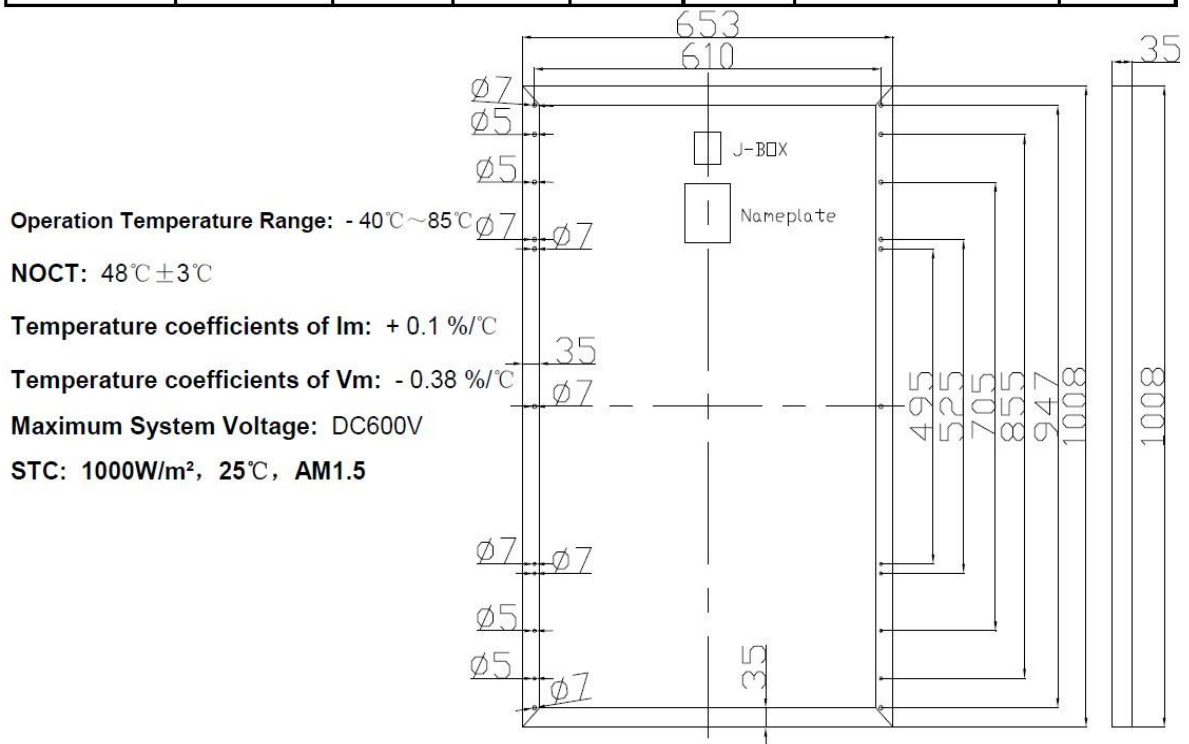 653
610
35
Ø7
Ø5
J-BOX
Ø5
Nameplate
Operation Temperature Range: - 40℃～85℃
Ø7
Ø7
NOCT: 48℃±3℃
Temperature coefficients of Im: + 0.1 %/℃
35
Temperature coefficients of Vm: - 0.38 %/℃
Ø7
495
525
705
855
947
1008
1008
Maximum System Voltage: DC600V
STC: 1000W/m², 25℃, AM1.5
Ø7
Ø7
Ø5
Ø5
35
Ø7